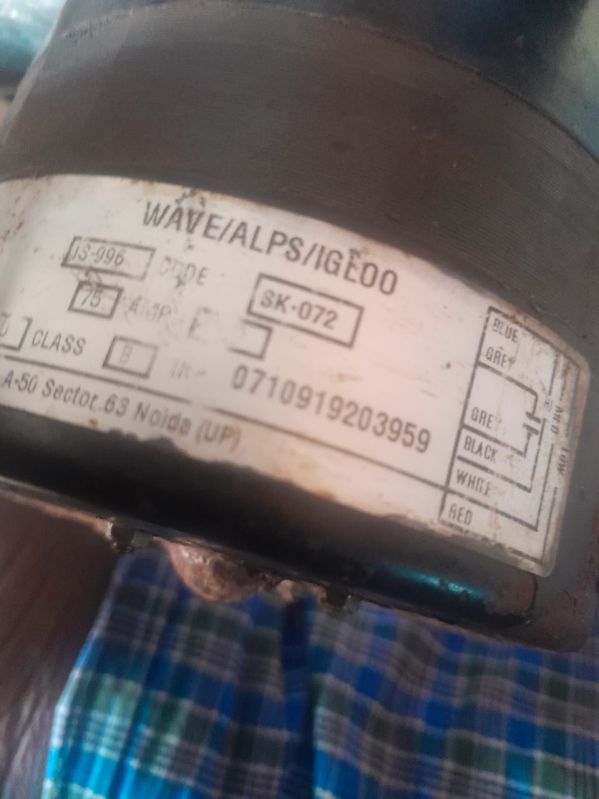 WAVE/ALPS/IGLOO
IS-996 CODE SK-072
75 AMP
CLASS B
0710919203959
A-50 Sector.63 Noida (UP)
BLUE
GREY
GREY
BLACK
WHITE
RED